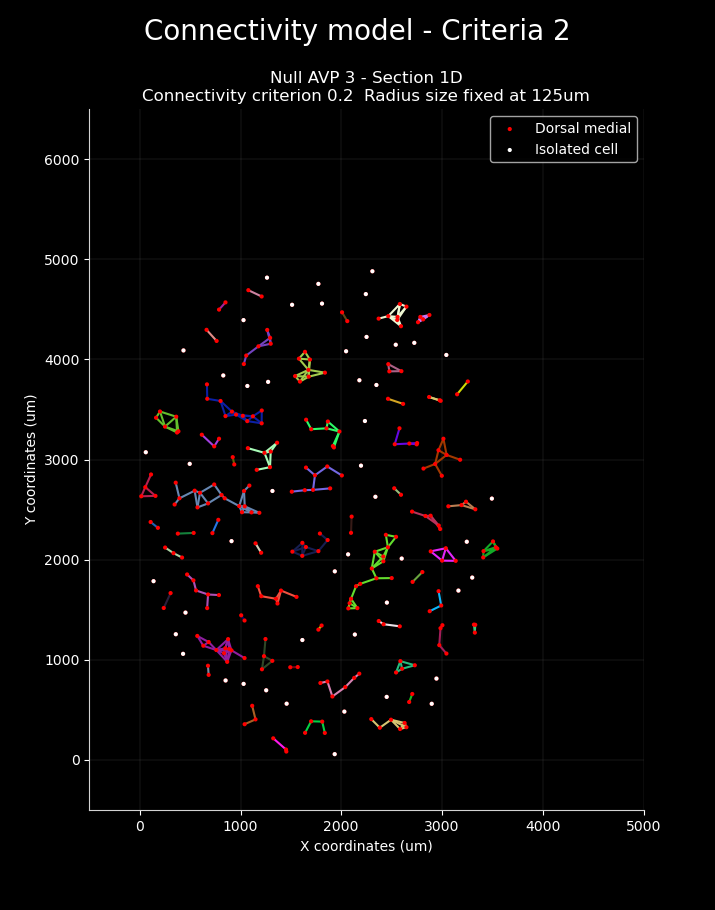 Connectivity model - Criteria 2
Null AVP 3 - Section 1D
Connectivity criterion 0.2  Radius size fixed at 125um
Dorsal medial
Isolated cell
6000
5000
4000
3000
2000
1000
0
Y coordinates (um)
0 1000 2000 3000 4000 5000
X coordinates (um)